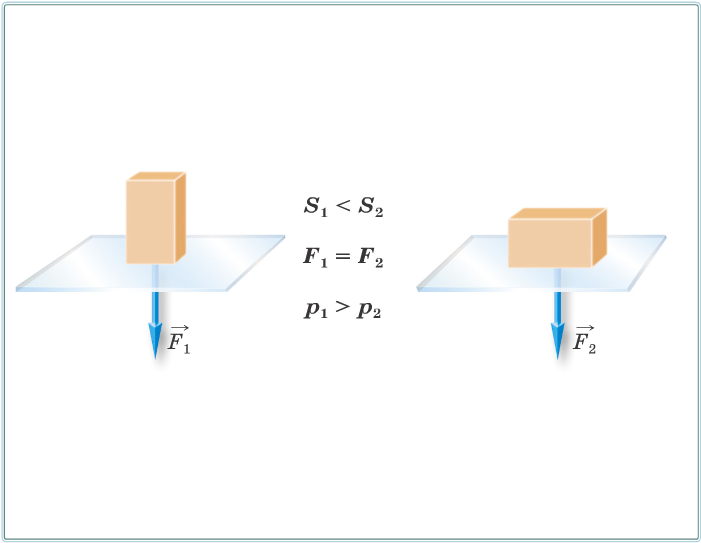 S₁ < S₂
F₁ = F₂
p₁ > p₂
F⃗₁
F⃗₂